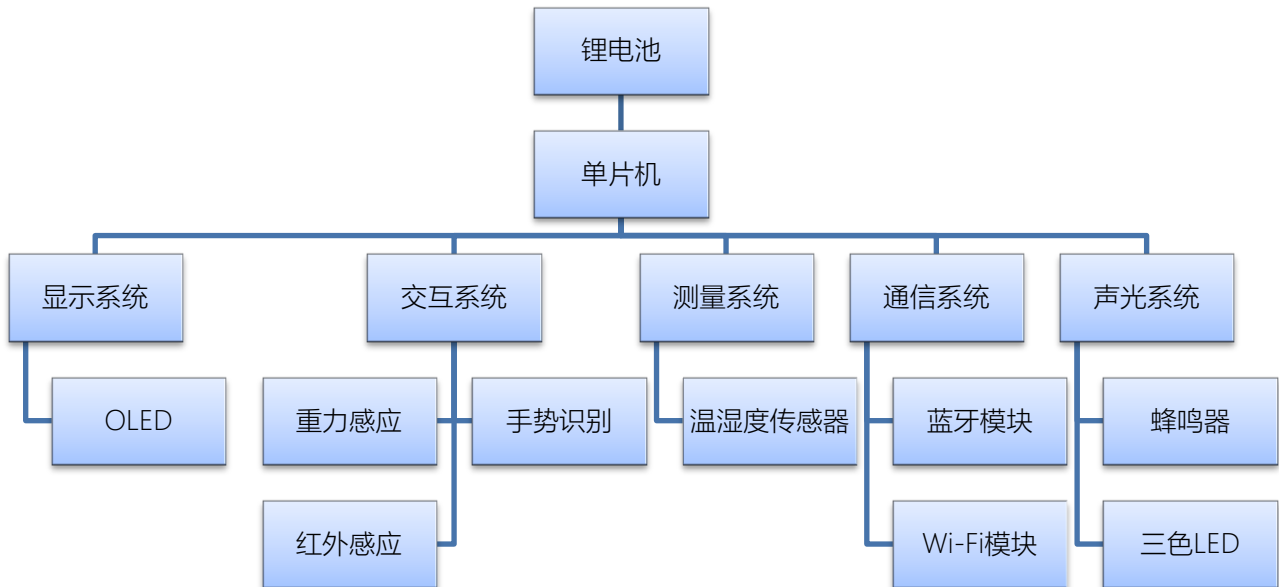 锂电池
单片机
显示系统
交互系统
测量系统
通信系统
声光系统
OLED
重力感应
手势识别
温湿度传感器
蓝牙模块
蜂鸣器
红外感应
Wi-Fi模块
三色LED